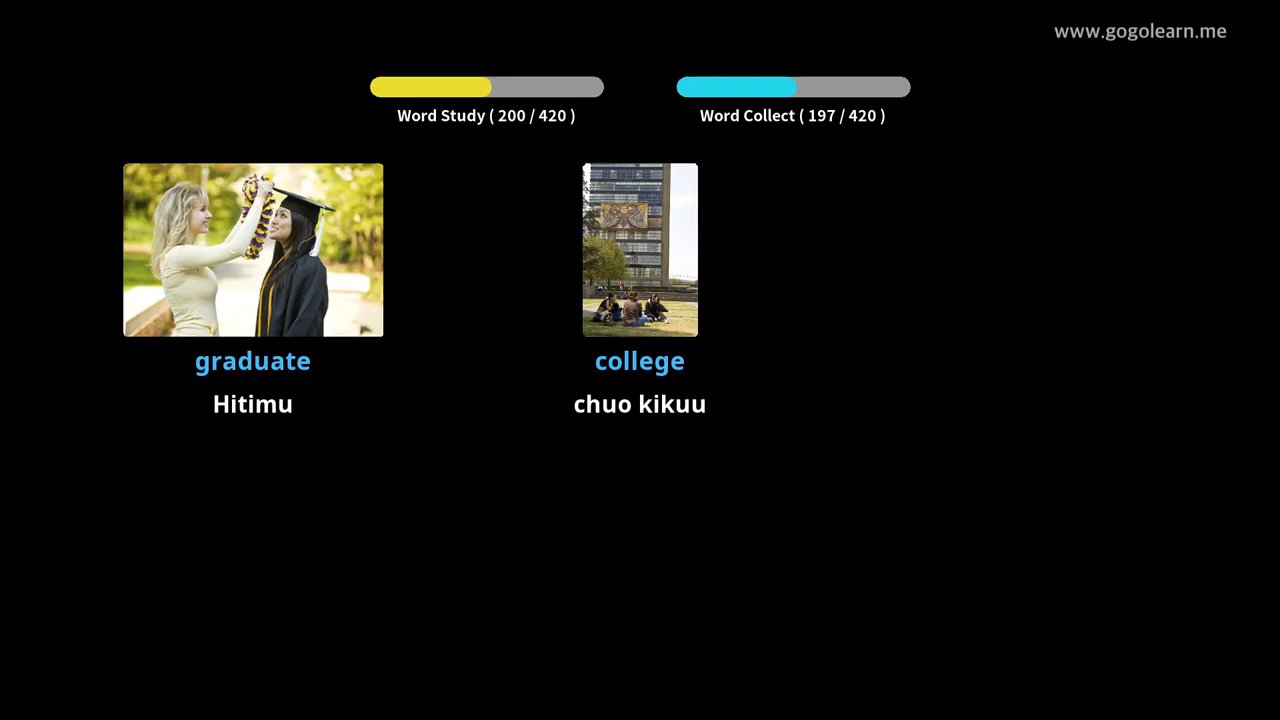 www.gogolearn.me
Word Study ( 200 / 420 )
Word Collect ( 197 / 420 )
graduate
Hitimu
college
chuo kikuu